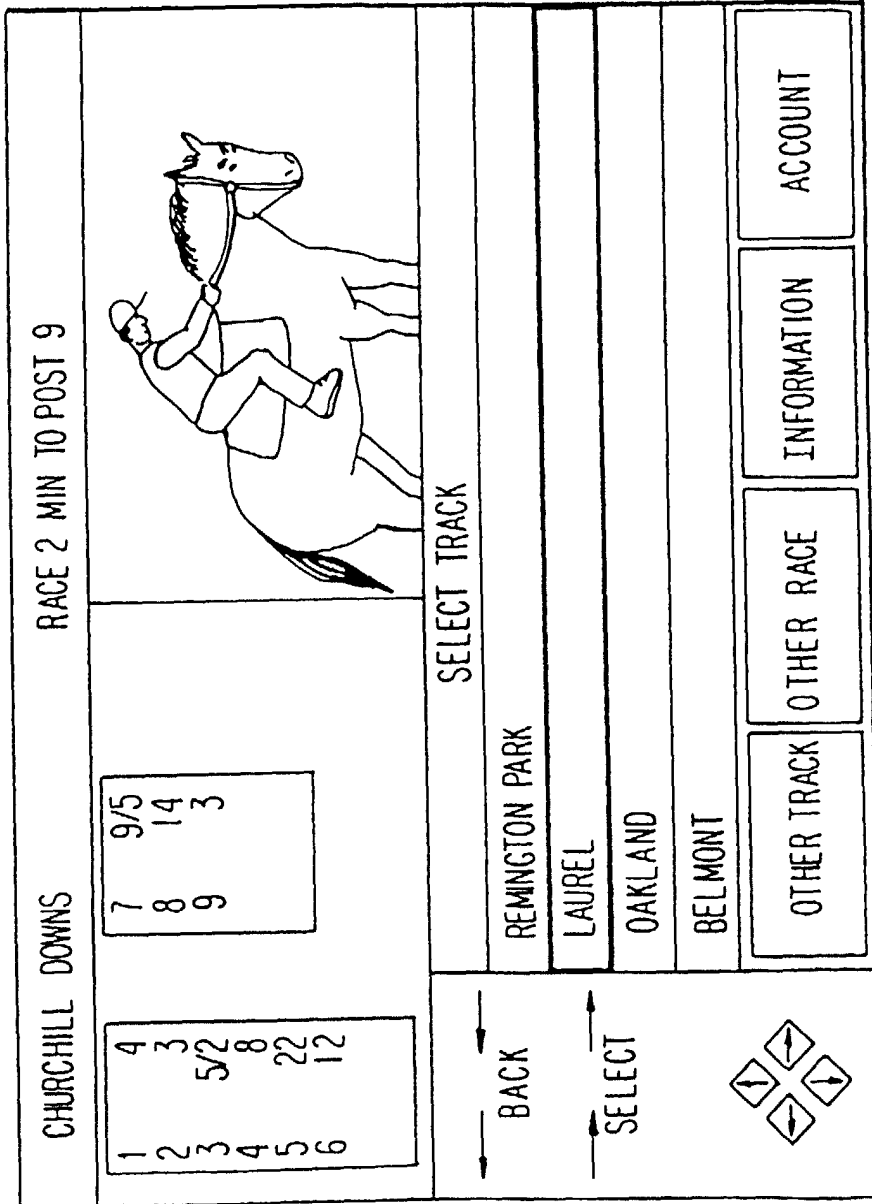 CHURCHILL DOWNS RACE 2 MIN TO POST 9
1 4
2 3
3 5/2
4 8
5 22
6 12
7 9/5
8 14
9 3
BACK
SELECT
SELECT TRACK
REMINGTON PARK
LAUREL
OAKLAND
BELMONT
OTHER TRACK OTHER RACE INFORMATION ACCOUNT